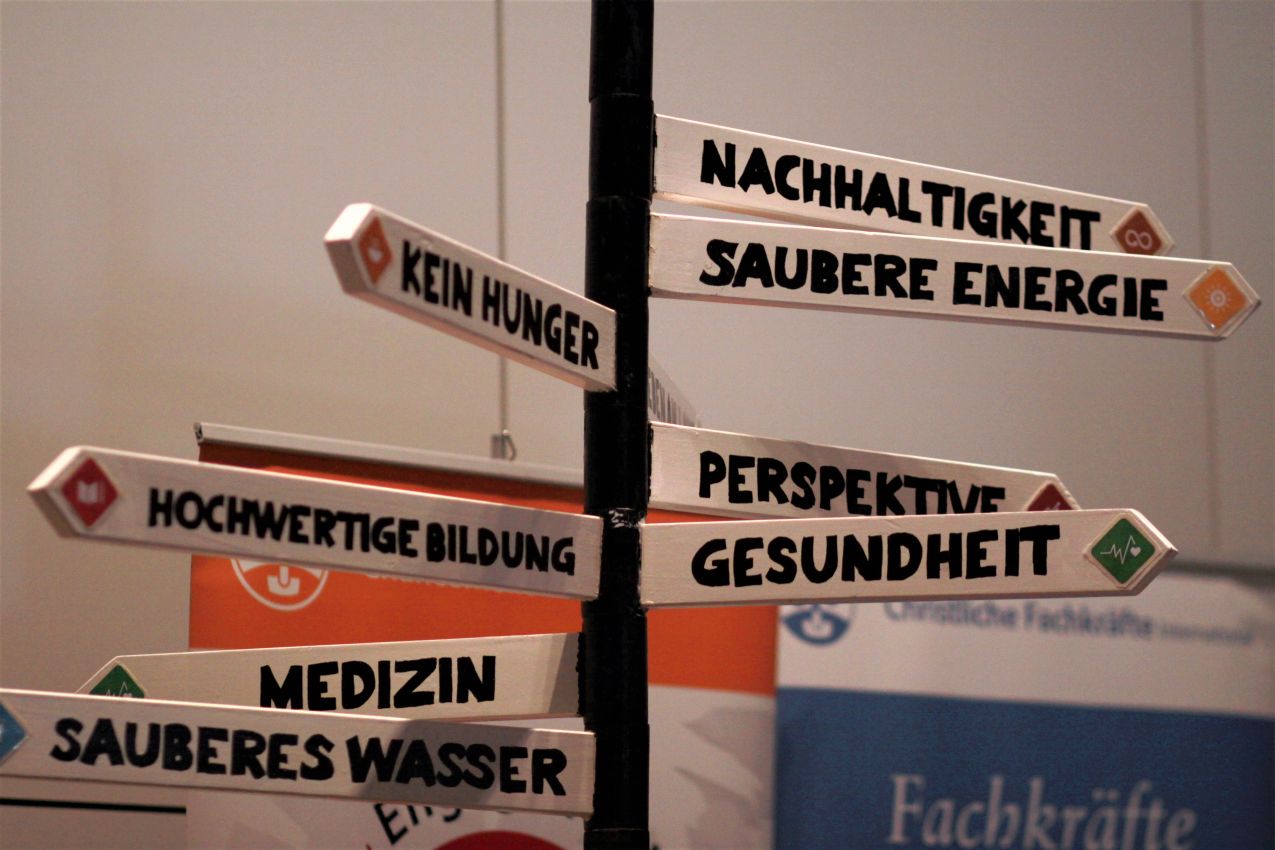 NACHHALTIGKEIT
SAUBERE ENERGIE
KEIN HUNGER
PERSPEKTIVE
HOCHWERTIGE BILDUNG
GESUNDHEIT
MEDIZIN
SAUBERES WASSER
Christliche Fachkräfte International
Fachkräfte